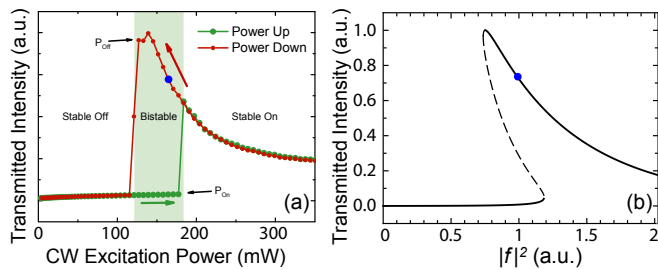 Transmitted Intensity (a.u.)
P_Off
Power Up
Power Down
Stable Off
Bistable
Stable On
P_On
(a)
0
100
200
300
CW Excitation Power (mW)
Transmitted Intensity (a.u.)
1.0
0.8
0.6
0.4
0.2
0.0
(b)
0
0.5
1
1.5
2
|f|² (a.u.)